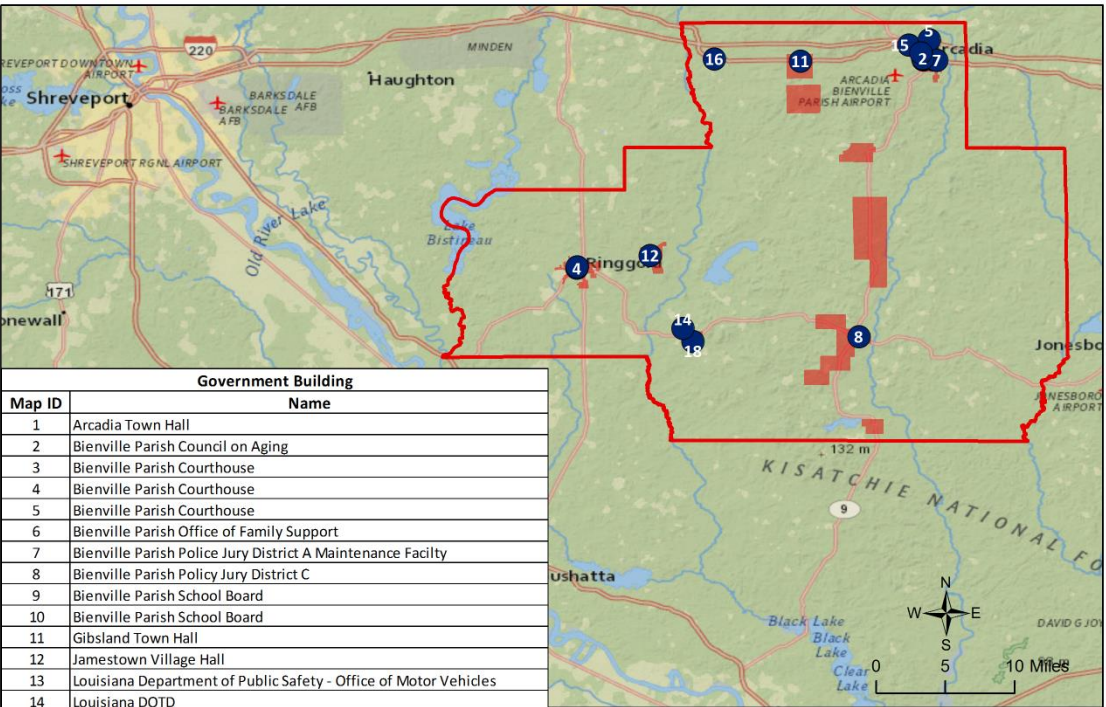 220
MINDEN
5
15
Arcadia
16
11
2
7
REVEPORT DOWNTOWN
AIRPORT
Haughton
ARCADIA
BIENVILLE
PARISH AIRPORT
Shreveport
BARKSDALE
AFB
BARKSDALE
AFB
SHREVEPORT RGNL AIRPORT
Old River Lake
Lake
Bistineau
12
4
Ringgo
171
onewall
14
18
8
Jonesbo
JONESBORO
AIRPORT
132 m
KISATCHIE NATIONAL FO
9
ushatta
Black Lake
Black
Lake
Clear
Lake
N
W
E
S
DAVID G JOY
0 5 10 Miles
Government Building
Map ID Name
1 Arcadia Town Hall
2 Bienville Parish Council on Aging
3 Bienville Parish Courthouse
4 Bienville Parish Courthouse
5 Bienville Parish Courthouse
6 Bienville Parish Office of Family Support
7 Bienville Parish Police Jury District A Maintenance Facilty
8 Bienville Parish Policy Jury District C
9 Bienville Parish School Board
10 Bienville Parish School Board
11 Gibsland Town Hall
12 Jamestown Village Hall
13 Louisiana Department of Public Safety - Office of Motor Vehicles
14 Louisiana DOTD